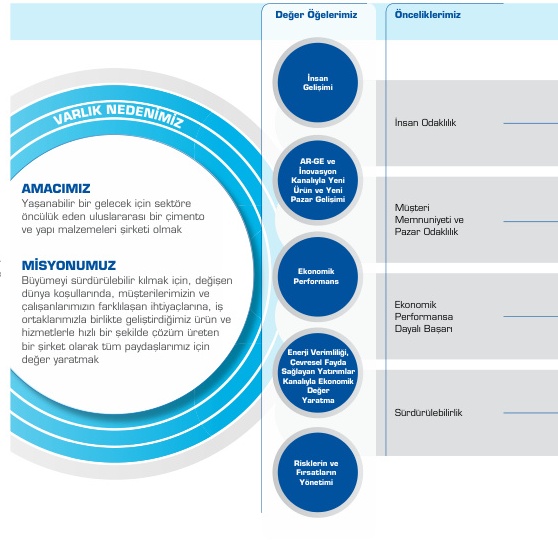 Değer Öğelerimiz
Önceliklerimiz
VARLIK NEDENİMİZ
AMACIMIZ
Yaşanabilir bir gelecek için sektöre
öncülük eden uluslararası bir çimento
ve yapı malzemeleri şirketi olmak
MİSYONUMUZ
Büyümeyi sürdürülebilir kılmak için, değişen
dünya koşullarında, müşterilerimizin ve
çalışanlarımızın farklılaşan ihtiyaçlarına, iş
ortaklarımızla birlikte geliştirdiğimiz ürün ve
hizmetlerle hızlı bir şekilde çözüm üreten
bir şirket olarak tüm paydaşlarımız için
değer yaratmak
İnsan
Gelişimi
AR-GE ve
İnovasyon
Kanalıyla Yeni
Ürün ve Yeni
Pazar Gelişimi
Ekonomik
Performans
Enerji Verimliliği,
Çevresel Fayda
Sağlayan Yatırımlar
Kanalıyla Ekonomik
Değer
Yaratma
Risklerin ve
Fırsatların
Yönetimi
İnsan Odaklılık
Müşteri
Memnuniyeti ve
Pazar Odaklılık
Ekonomik
Performansa
Dayalı Başarı
Sürdürülebilirlik